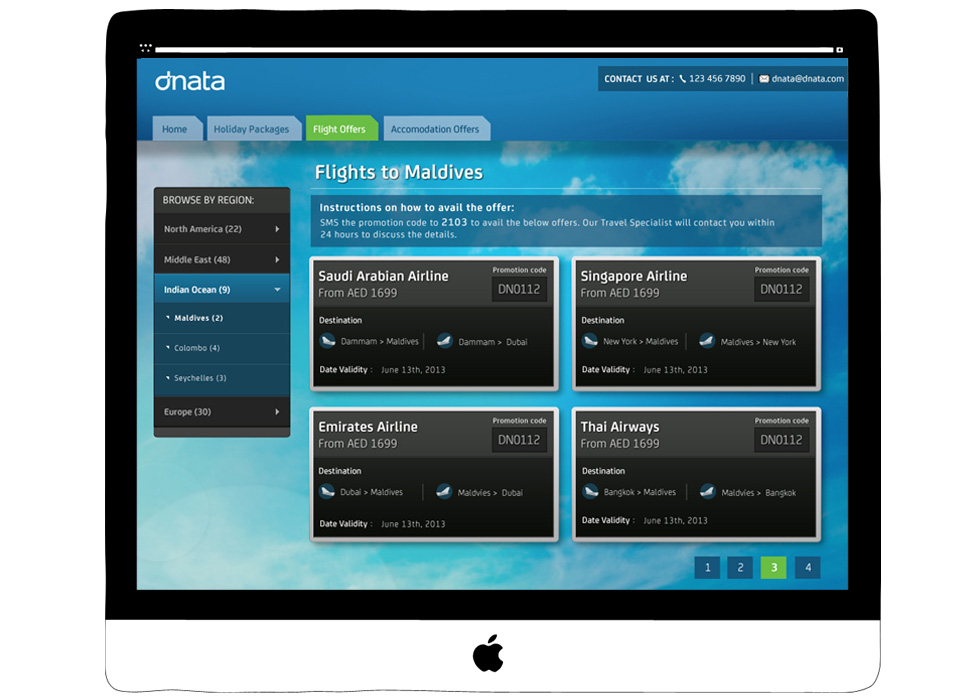 dnata
CONTACT US AT : 123 456 7890 | dnata@dnata.com
Home
Holiday Packages
Flight Offers
Accomodation Offers
Flights to Maldives
BROWSE BY REGION:
North America (22)
Middle East (48)
Indian Ocean (9)
Maldives (2)
Colombo (4)
Seychelles (3)
Europe (30)
Instructions on how to avail the offer:
SMS the promotion code to 2103 to avail the below offers. Our Travel Specialist will contact you within
24 hours to discuss the details.
Saudi Arabian Airline
From AED 1699
Promotion code
DN0112
Destination
Dammam > Maldives
Dammam > Dubai
Date Validity : June 13th, 2013
Singapore Airline
From AED 1699
Promotion code
DN0112
Destination
New York > Maldives
Maldives > New York
Date Validity : June 13th, 2013
Emirates Airline
From AED 1699
Promotion code
DN0112
Destination
Dubai > Maldives
Maldvies > Dubai
Date Validity : June 13th, 2013
Thai Airways
From AED 1699
Promotion code
DN0112
Destination
Bangkok > Maldives
Maldvies > Bangkok
Date Validity : June 13th, 2013
1 2 3 4